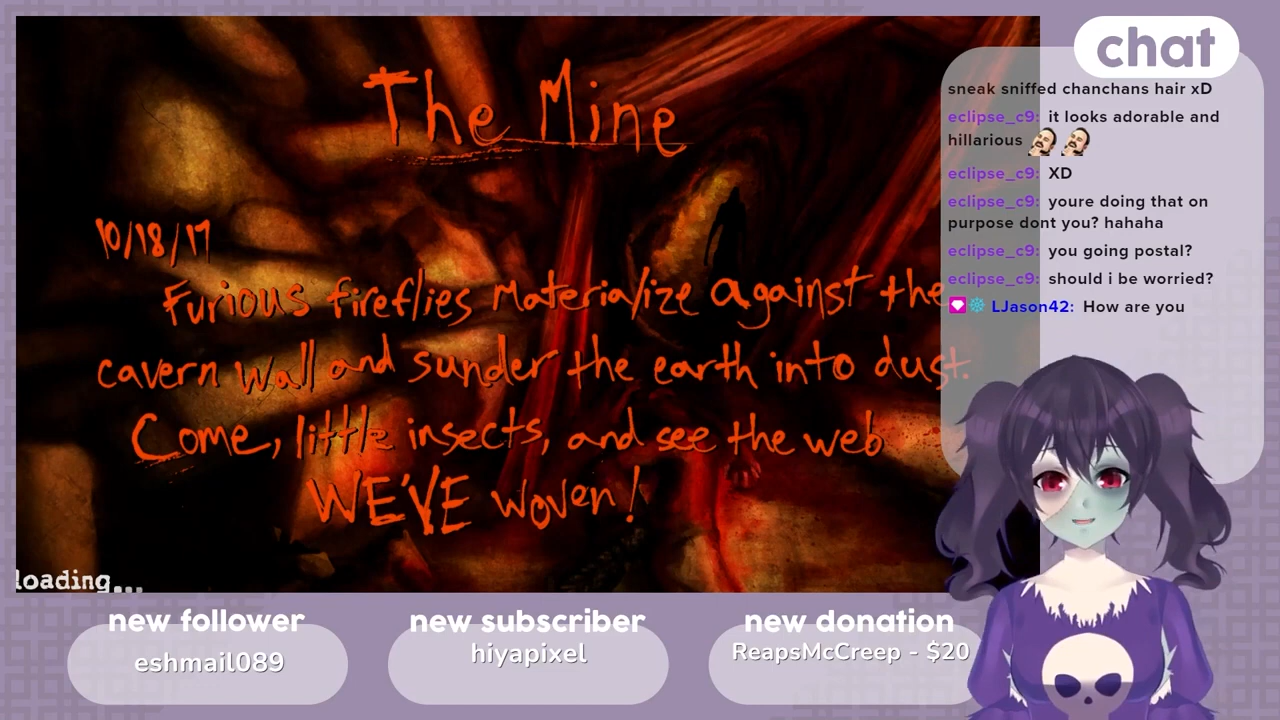 chat
The Mine
sneak sniffed chanchans hair xD
eclipse_c9: it looks adorable and
hillarious
eclipse_c9: XD
eclipse_c9: youre doing that on
purpose dont you? hahaha
eclipse_c9: you going postal?
eclipse_c9: should i be worried?
LJason42: How are you
10/18/17
Furious fireflies materialize against the
cavern wall and sunder the earth into dust.
Come, little insects, and see the web
WE'VE woven!
loading...
new follower
eshmail089
new subscriber
hiyapixel
new donation
ReapsMcCreep - $20